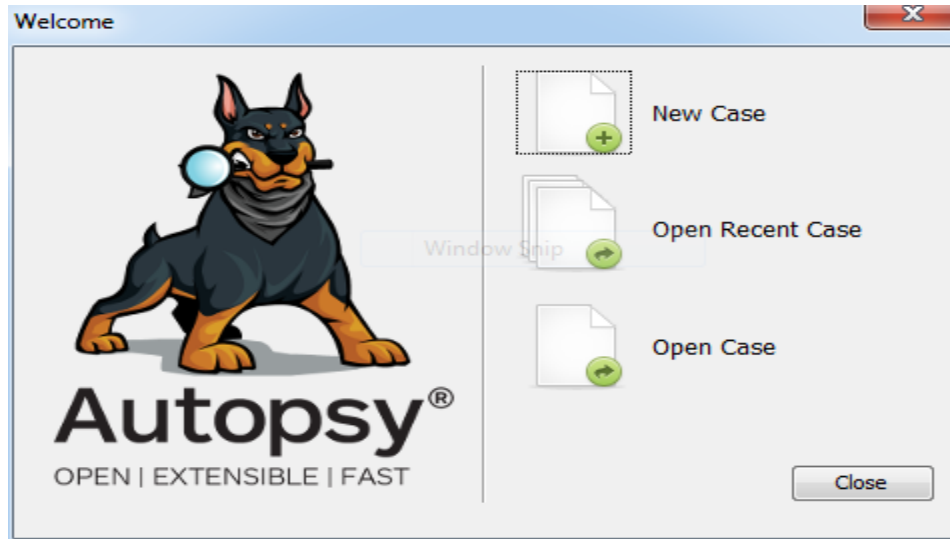 Welcome
New Case
Window Snip
Open Recent Case
Open Case
Autopsy®
OPEN | EXTENSIBLE | FAST
Close